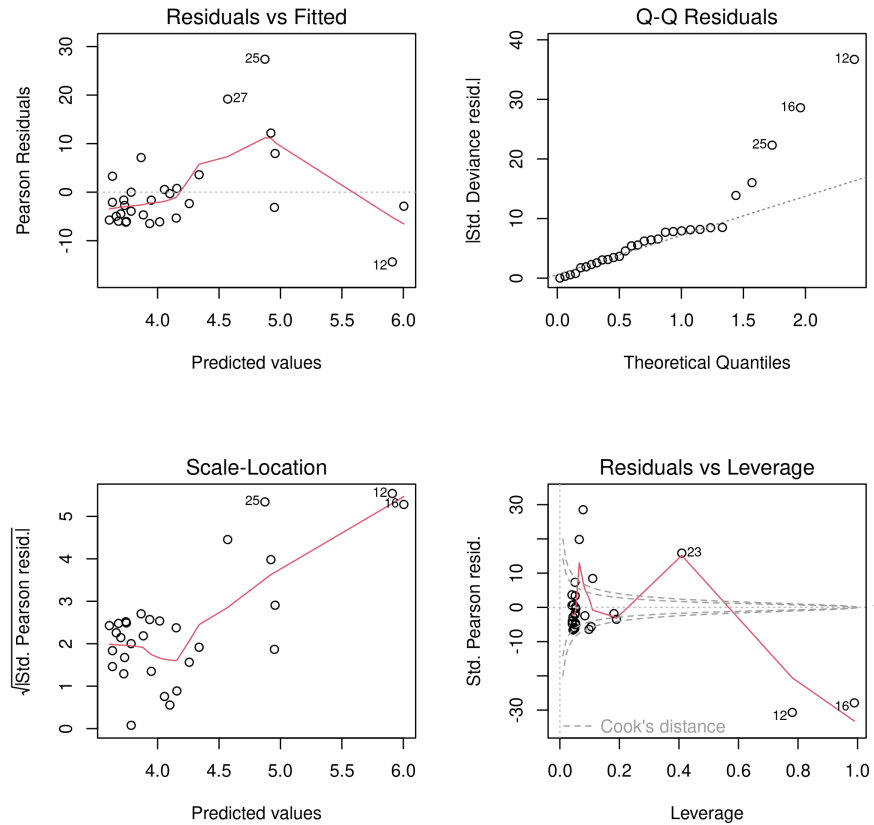 Residuals vs Fitted
Pearson Residuals
30
20
10
0
-10
25
27
12
4.0 4.5 5.0 5.5 6.0
Predicted values
Q-Q Residuals
|Std. Deviance resid.|
40
30
20
10
0
12
16
25
0.0 0.5 1.0 1.5 2.0
Theoretical Quantiles
Scale-Location
√|Std. Pearson resid.|
5
4
3
2
1
0
12
16
25
4.0 4.5 5.0 5.5 6.0
Predicted values
Residuals vs Leverage
Std. Pearson resid.
30
10
0
-10
-30
23
12
16
Cook's distance
0.0 0.2 0.4 0.6 0.8 1.0
Leverage